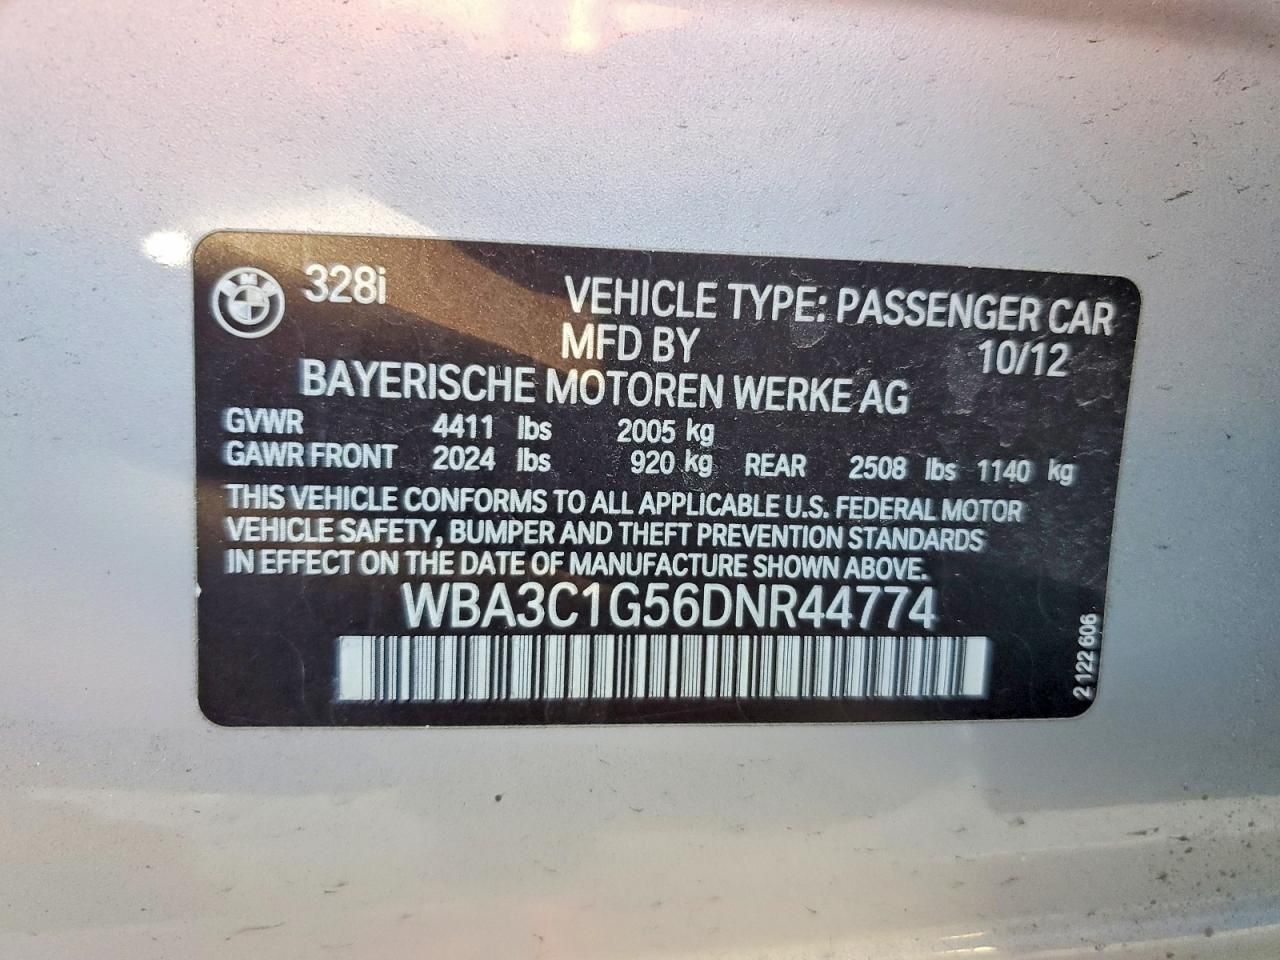 BMW
328i
VEHICLE TYPE: PASSENGER CAR
MFD BY 10/12
BAYERISCHE MOTOREN WERKE AG
GVWR 4411 lbs 2005 kg
GAWR FRONT 2024 lbs 920 kg REAR 2508 lbs 1140 kg
THIS VEHICLE CONFORMS TO ALL APPLICABLE U.S. FEDERAL MOTOR
VEHICLE SAFETY, BUMPER AND THEFT PREVENTION STANDARDS
IN EFFECT ON THE DATE OF MANUFACTURE SHOWN ABOVE.
WBA3C1G56DNR44774
2 122 606